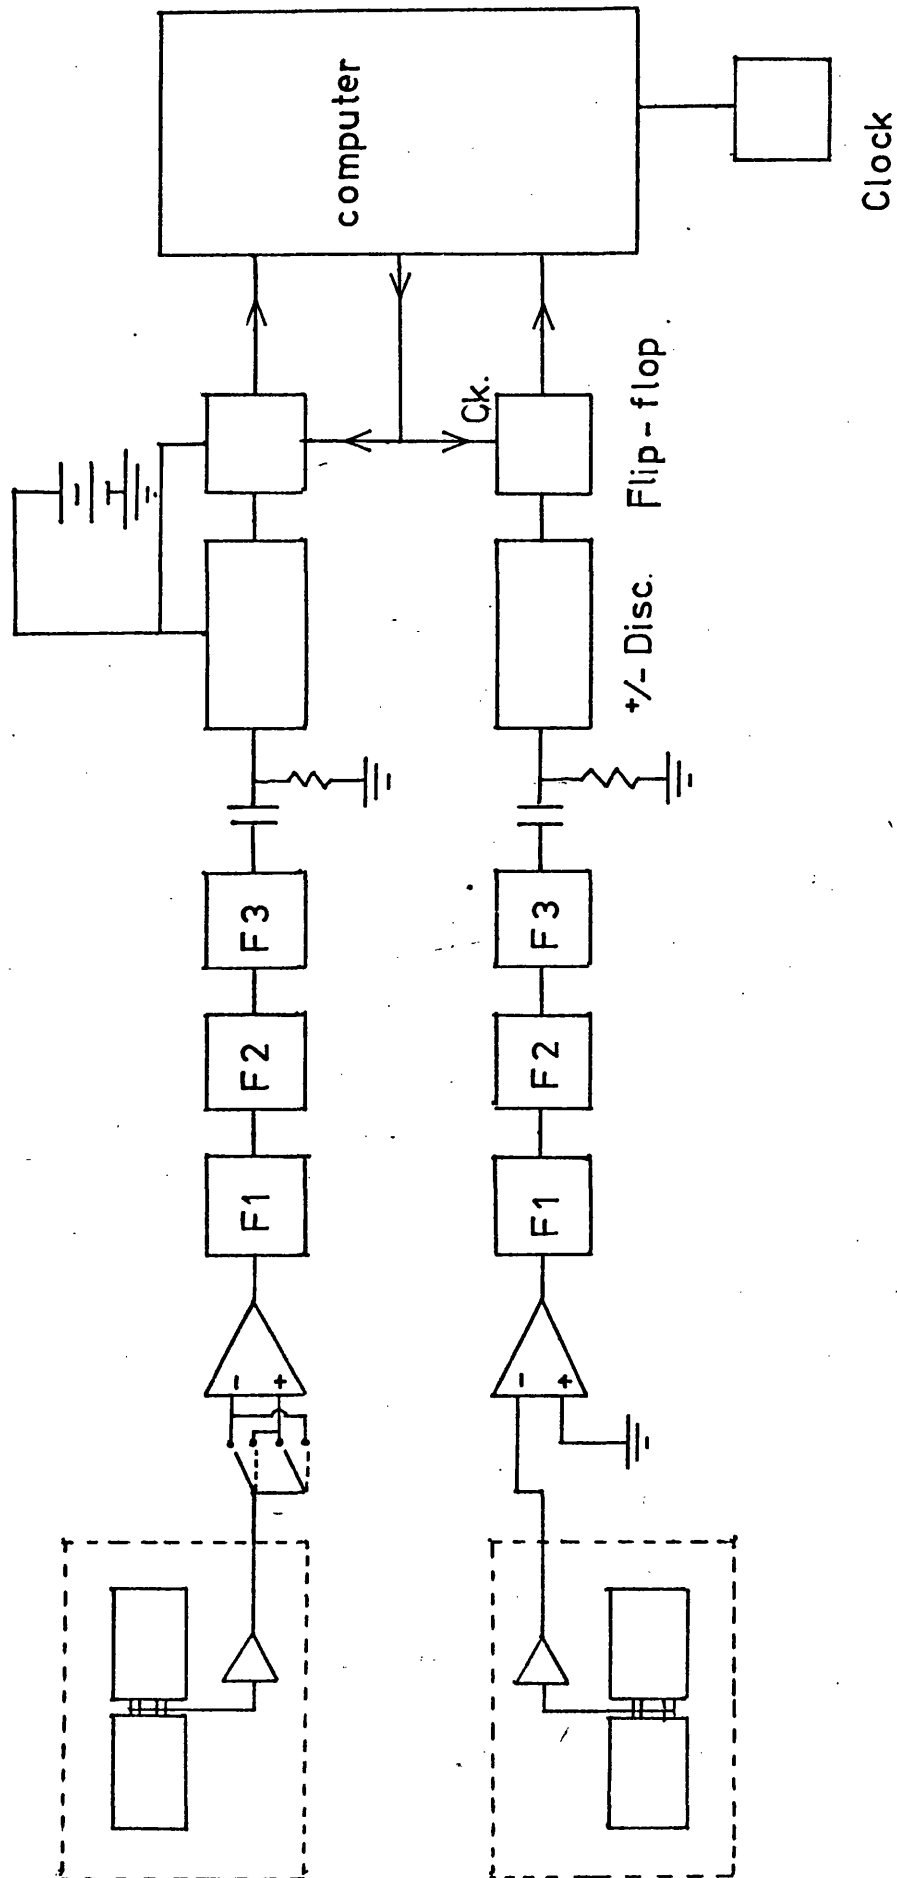 computer
Clock
Ck.
Flip-flop
+/- Disc.
F1
F2
F3
F1
F2
F3
-
+
-
+